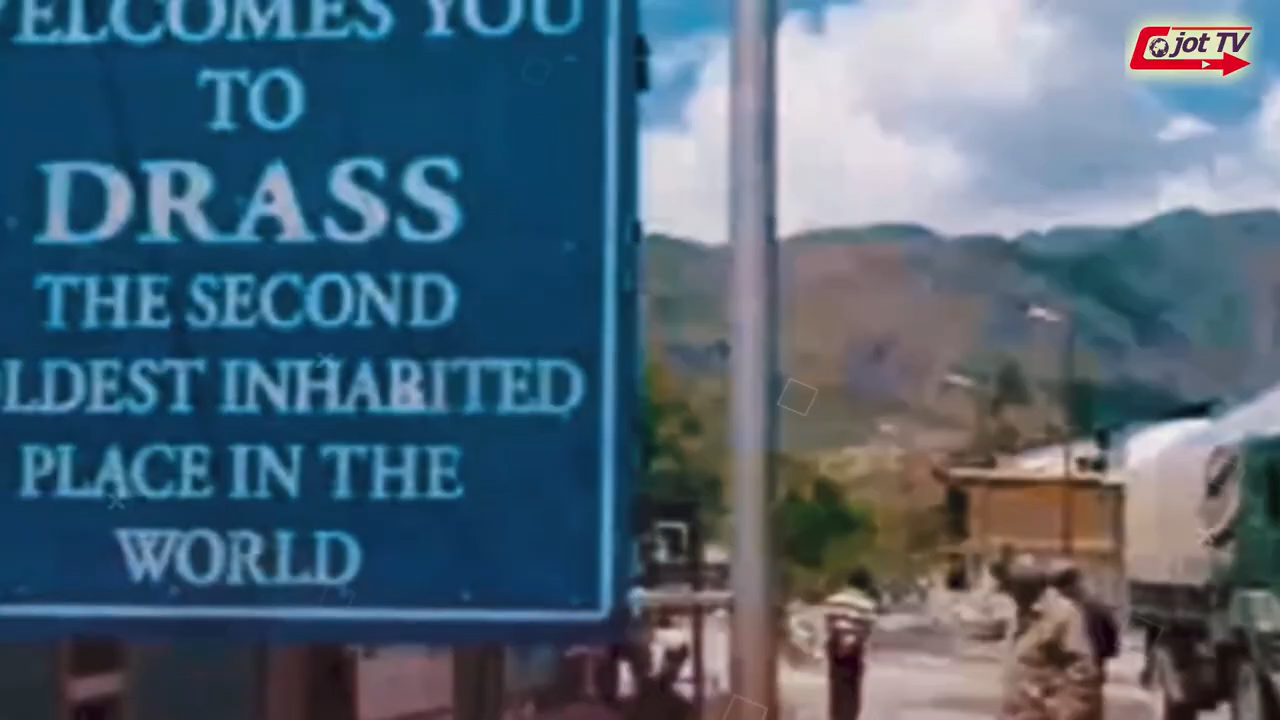 WELCOMES YOU
TO
DRASS
THE SECOND
OLDEST INHABITED
PLACE IN THE
WORLD
jot TV